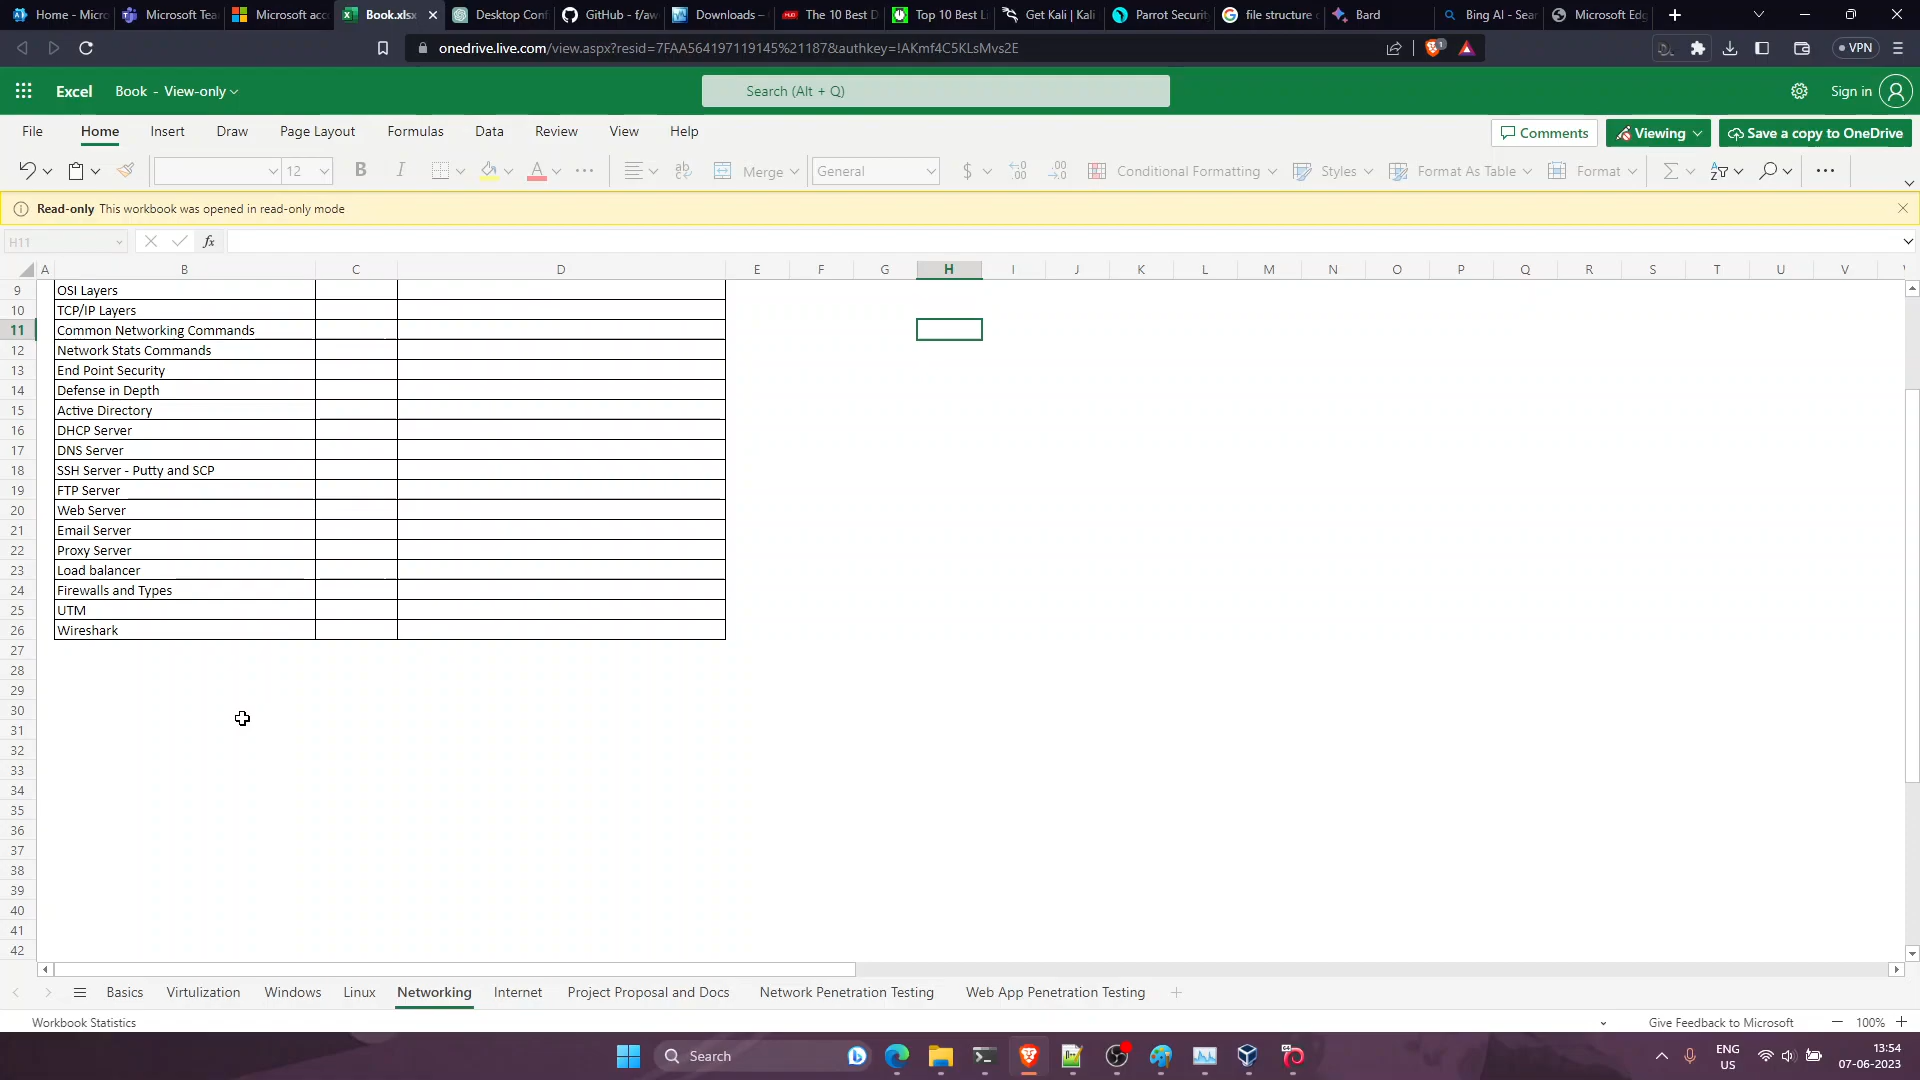 Home - Micro
Microsoft Tea
Microsoft acc
Book.xlsx
Desktop Conf
GitHub - f/aw
Downloads –
The 10 Best D
Top 10 Best Li
Get Kali | Kali
Parrot Securit
file structure c
Bard
Bing AI - Sear
Microsoft Edg
onedrive.live.com/view.aspx?resid=7FAA564197119145%21187&authkey=!AKmf4C5KLsMvs2E
1
VPN
Excel
Book - View-only
Search (Alt + Q)
Sign in
File Home Insert Draw Page Layout Formulas Data Review View Help
Comments
Viewing
Save a copy to OneDrive
12
B I
ab
Merge
General
$
Conditional Formatting
Styles
Format As Table
Format
Read-only This workbook was opened in read-only mode
H11
fx
A B C D E F G H I J K L M N O P Q R S T U V
9 OSI Layers
10 TCP/IP Layers
11 Common Networking Commands
12 Network Stats Commands
13 End Point Security
14 Defense in Depth
15 Active Directory
16 DHCP Server
17 DNS Server
18 SSH Server - Putty and SCP
19 FTP Server
20 Web Server
21 Email Server
22 Proxy Server
23 Load balancer
24 Firewalls and Types
25 UTM
26 Wireshark
27
28
29
30
31
32
33
34
35
36
37
38
39
40
41
42
Basics Virtulization Windows Linux Networking Internet Project Proposal and Docs Network Penetration Testing Web App Penetration Testing
Workbook Statistics
Give Feedback to Microsoft
100%
Search
ENG
US
13:54
07-06-2023